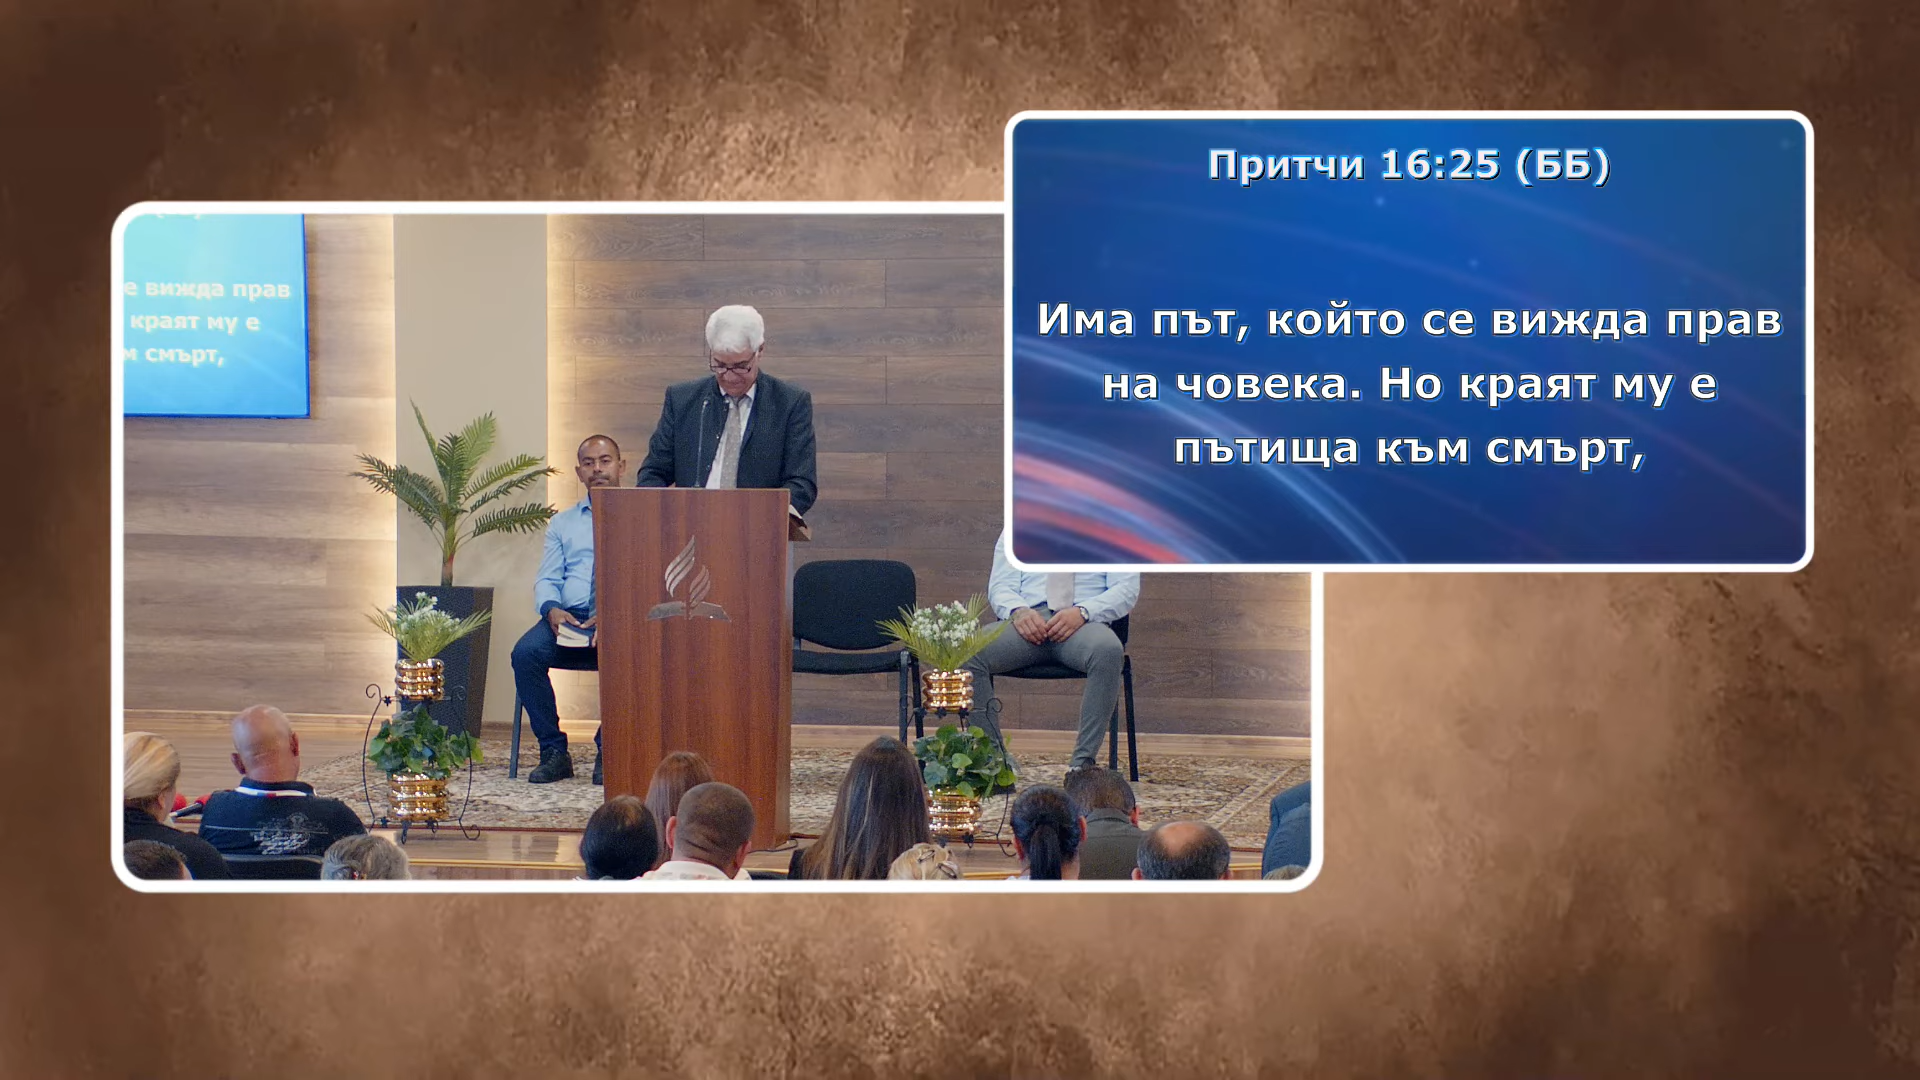 Притчи 16:25 (ББ)
Има път, който се вижда прав
на човека. Но краят му е
пътища към смърт,
е вижда прав
краят му е
м смърт,